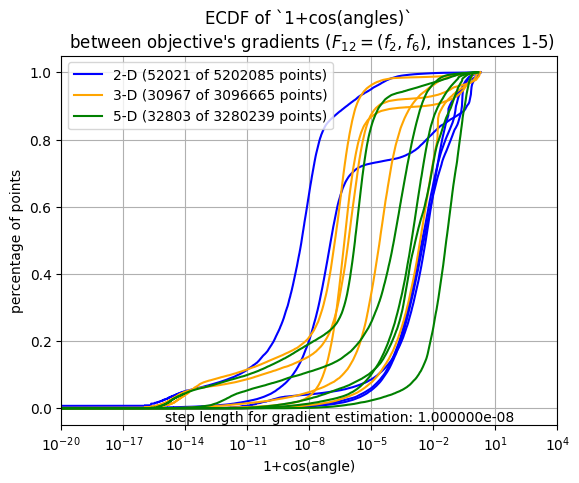 ECDF of `1+cos(angles)`
between objective's gradients (F₁₂ = (f₂, f₆), instances 1-5)
2-D (52021 of 5202085 points)
3-D (30967 of 3096665 points)
5-D (32803 of 3280239 points)
percentage of points
1.0
0.8
0.6
0.4
0.2
0.0
step length for gradient estimation: 1.000000e-08
10⁻²⁰ 10⁻¹⁷ 10⁻¹⁴ 10⁻¹¹ 10⁻⁸ 10⁻⁵ 10⁻² 10¹ 10⁴
1+cos(angle)